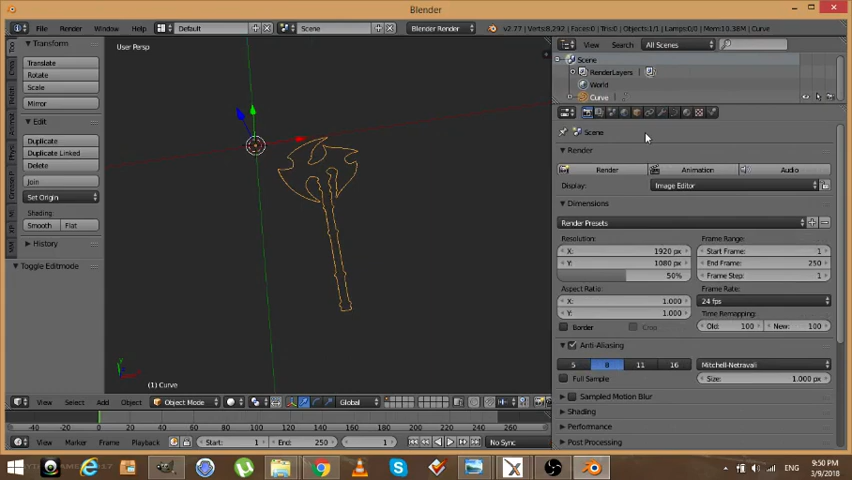 Blender
File Render Window Help Default Scene Blender Render v2.77 | Verts:8,292 | Faces:0 | Tris:0 | Objects:1/1 | Lamps:0/0 | Mem:10.38M | Curve
Transform
Translate
Rotate
Scale
Mirror
Edit
Duplicate
Duplicate Linked
Delete
Join
Set Origin
Shading:
Smooth Flat
History
Toggle Editmode
User Persp
(1) Curve
View Select Add Object Object Mode Global
-40 -20 0 20 40 60 80 100 120 140 160 180 200 220 240 260
View Marker Frame Playback Start: 1 End: 250 1 No Sync
View Search All Scenes
Scene
RenderLayers
World
Curve
Scene
Render
Render Animation Audio
Display: Image Editor
Dimensions
Render Presets
Resolution: Frame Range:
X: 1920 px Start Frame: 1
Y: 1080 px End Frame: 250
50% Frame Step: 1
Aspect Ratio Frame Rate:
X: 1.000 24 fps
Y: 1.000 Time Remapping:
Border Crop Old: 100 New: 100
Anti-Aliasing
5 8 11 16 Mitchell-Netravali
Full Sample Size: 1.000 px
Sampled Motion Blur
Shading
Performance
Post Processing
ENG 9:50 PM
3/9/2018